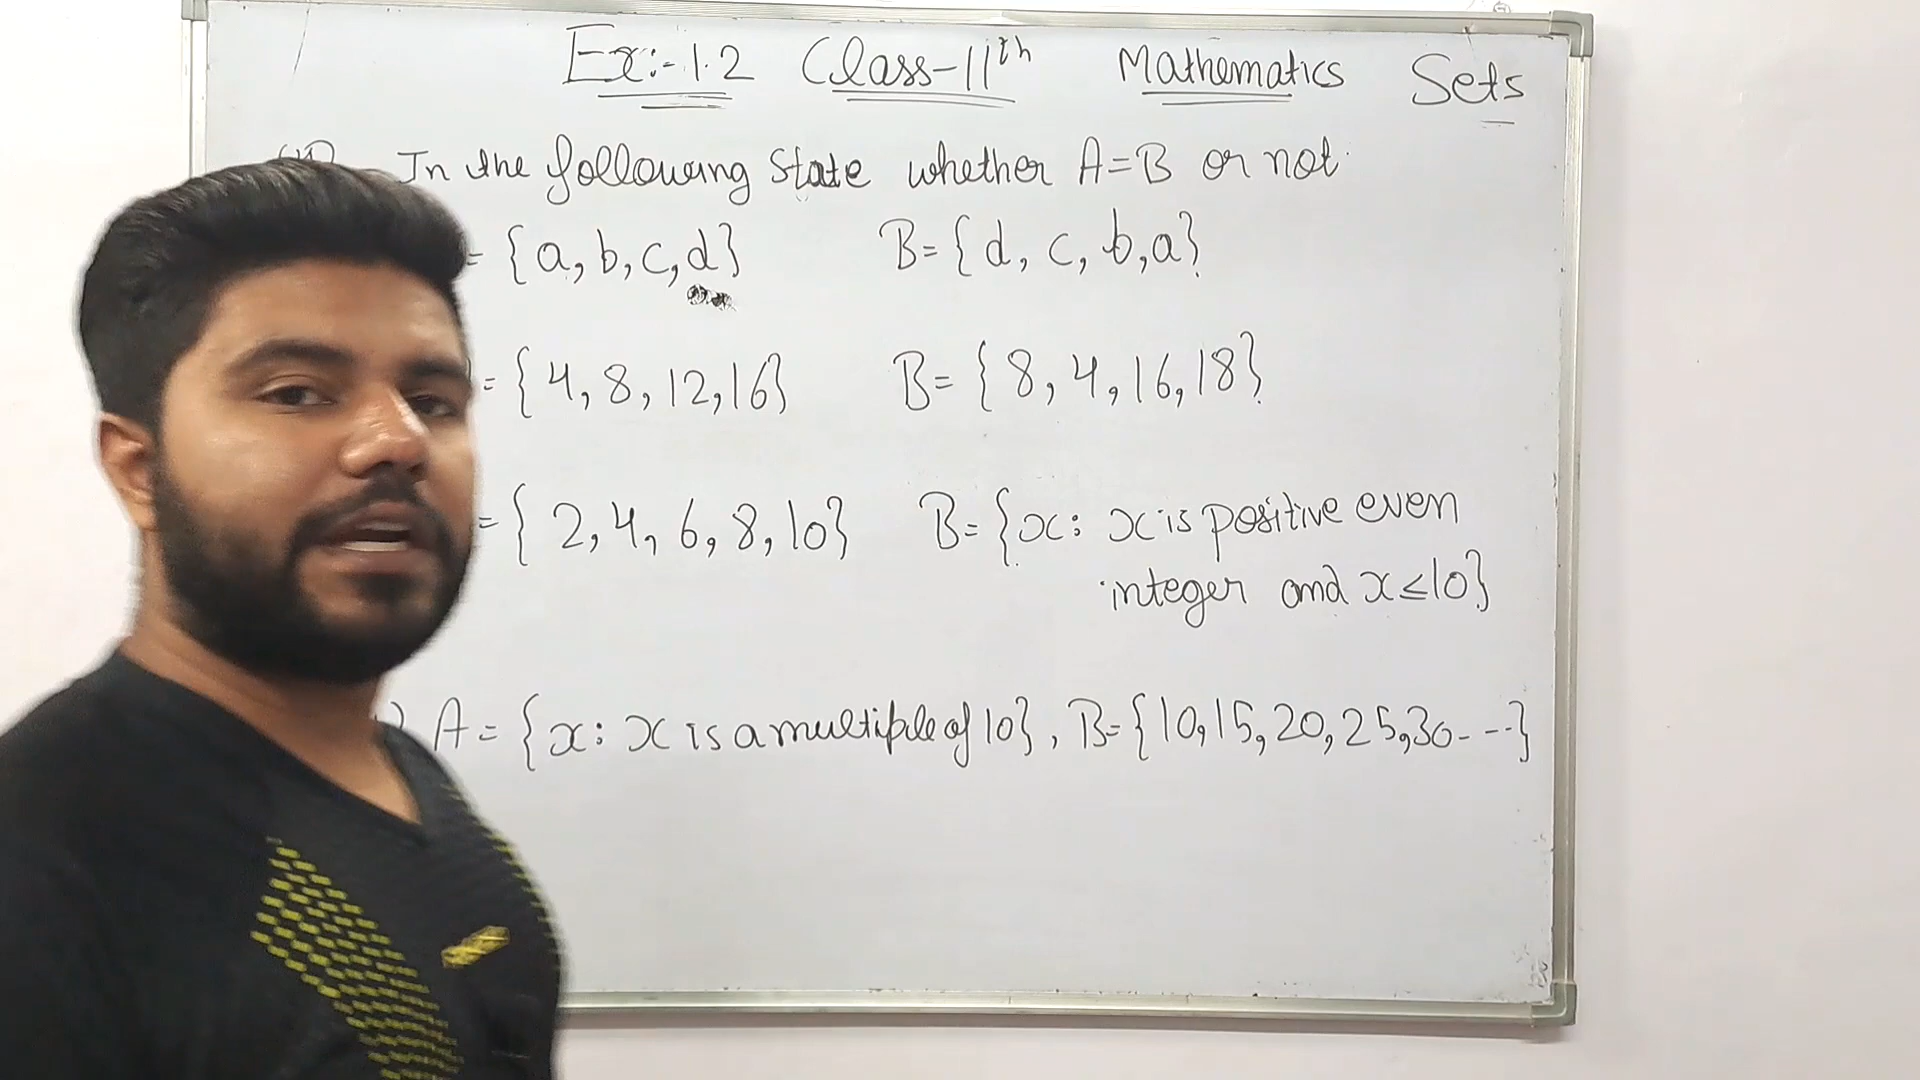 Ex:-1.2 Class-11th Mathematics Sets
In the following State whether A=B or not.
= {a, b, c, d} B= {d, c, b, a}
= {4, 8, 12, 16} B= {8, 4, 16, 18}
= {2, 4, 6, 8, 10} B= {x: x is positive even
integer and x ≤ 10}
) A= {x: x is a multiple of 10}, B= {10, 15, 20, 25, 30 - - - -}